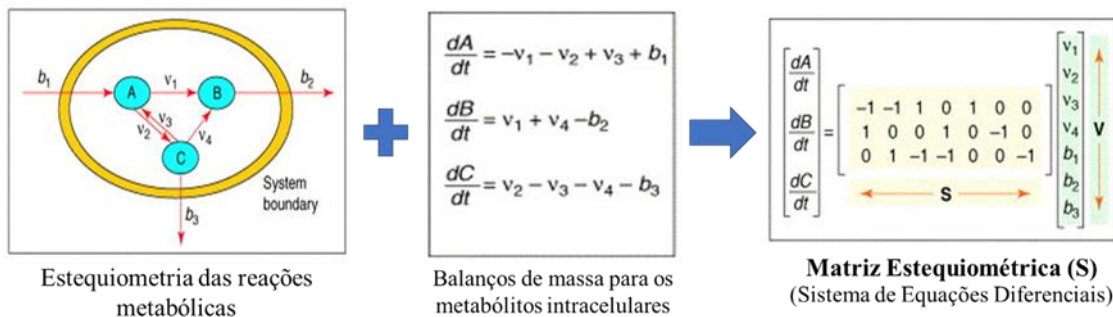 b₁
A
v₁
B
b₂
v₃
v₂
v₄
C
System
boundary
b₃
Estequiometria das reações
metabólicas
dA/dt = −v₁ − v₂ + v₃ + b₁
dB/dt = v₁ + v₄ − b₂
dC/dt = v₂ − v₃ − v₄ − b₃
Balanços de massa para os
metabólitos intracelulares
dA/dt
dB/dt =
dC/dt
−1 −1 1 0 1 0 0
1 0 0 1 0 −1 0
0 1 −1 −1 0 0 −1
S
v₁
v₂
v₃
v₄
b₁
b₂
b₃
V
Matriz Estequiométrica (S)
(Sistema de Equações Diferenciais)